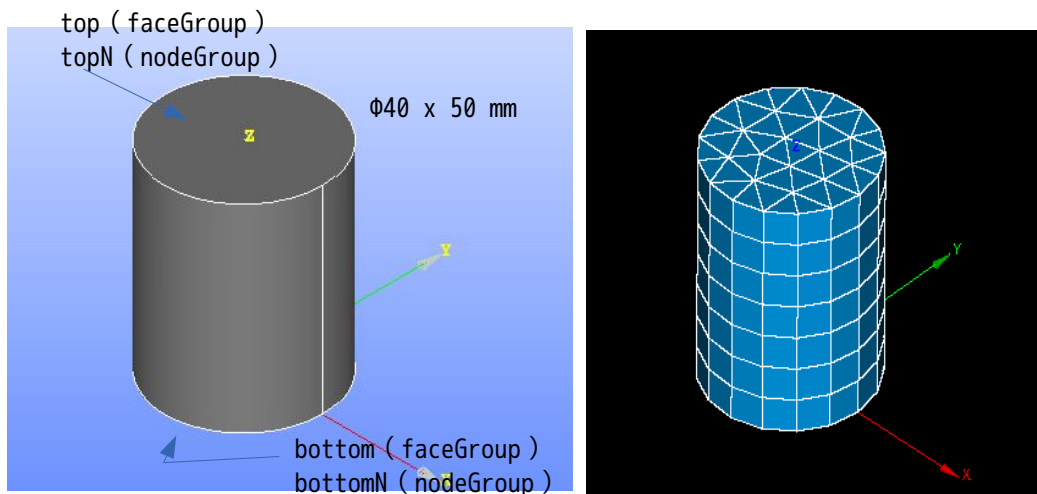 top（faceGroup）
topN（nodeGroup）
Φ40 x 50 mm
Z
Y
bottom（faceGroup）
bottomN（nodeGroup）
X
Z
Y
X